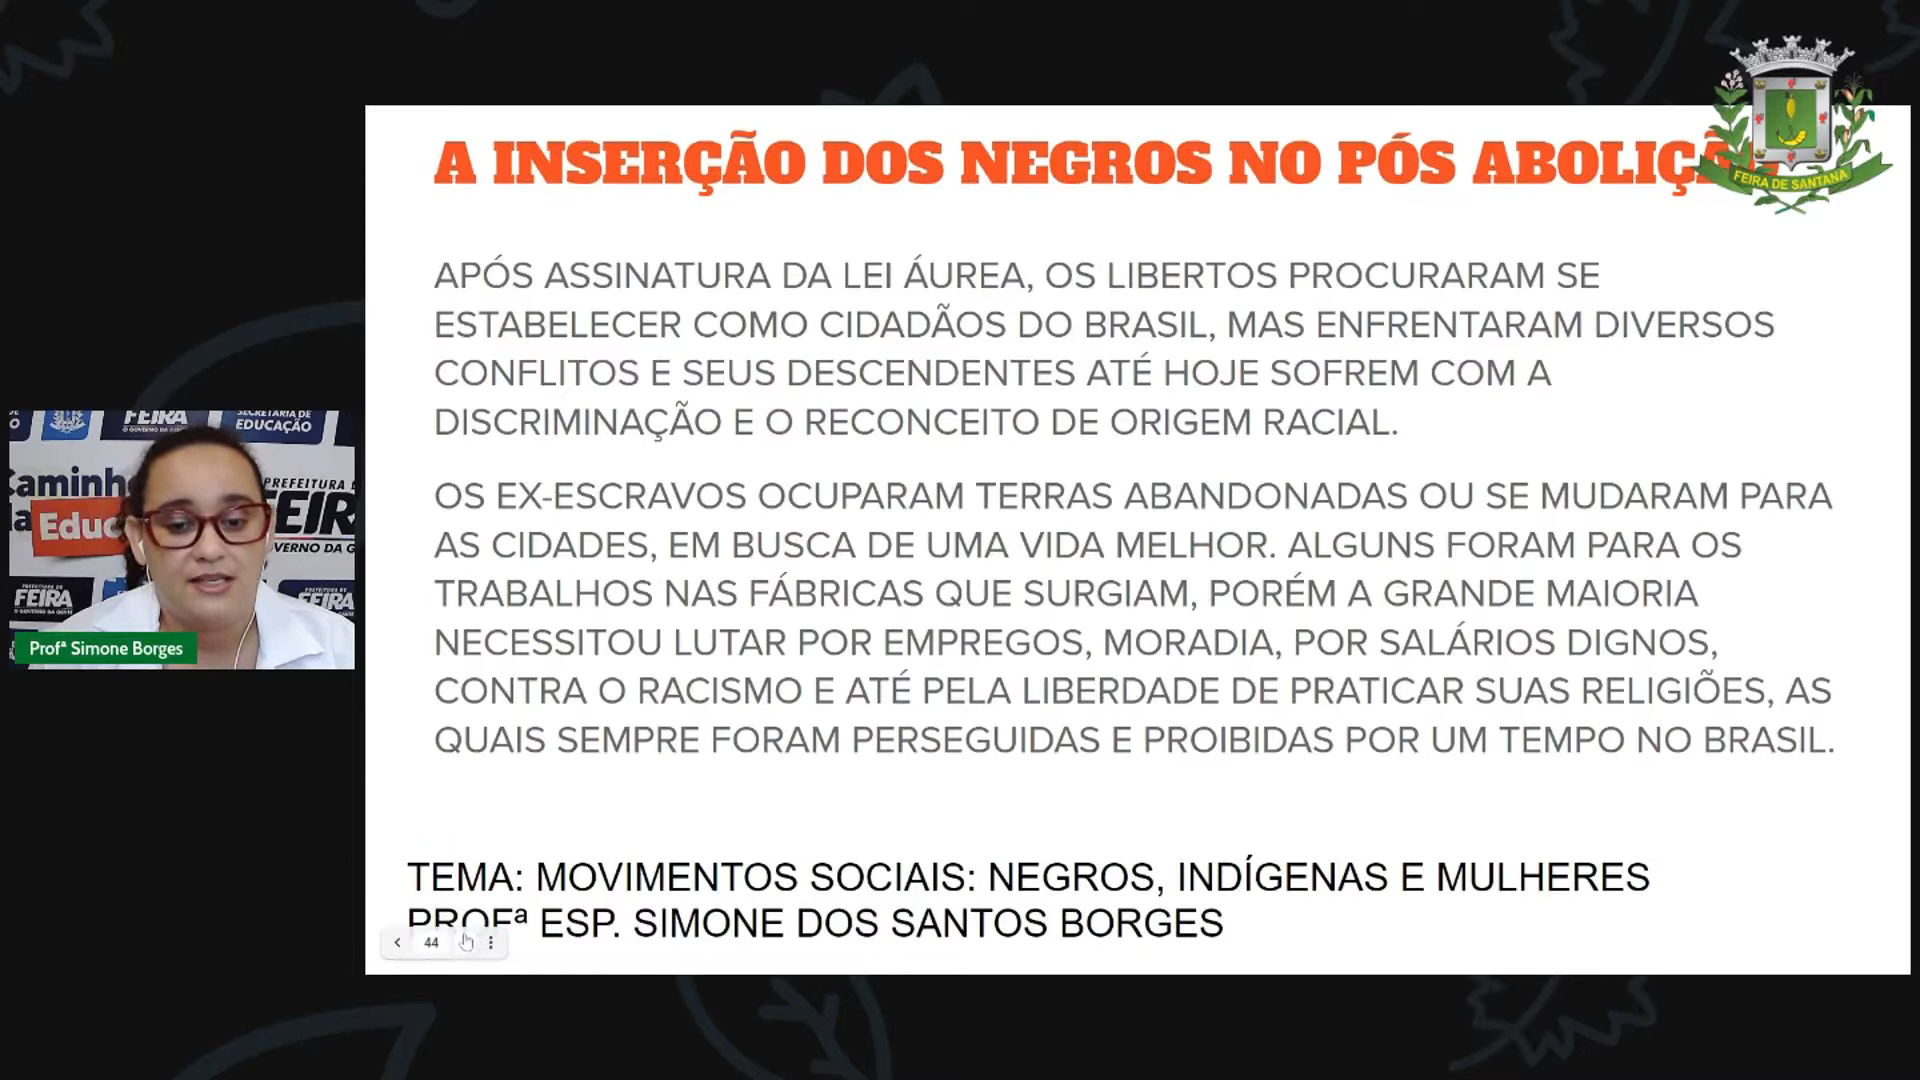 A INSERÇÃO DOS NEGROS NO PÓS
FEIRA DE SANTANA
APÓS ASSINATURA DA LEI ÁUREA, OS LIBERTOS PROCURARAM SE
ESTABELECER COMO CIDADÃOS DO BRASIL, MAS ENFRENTARAM DIVERSOS
CONFLITOS E SEUS DESCENDENTES ATÉ HOJE SOFREM COM A
DISCRIMINAÇÃO E O RECONCEITO DE ORIGEM RACIAL.
OS EX-ESCRAVOS OCUPARAM TERRAS ABANDONADAS OU SE MUDARAM PARA
AS CIDADES, EM BUSCA DE UMA VIDA MELHOR. ALGUNS FORAM PARA OS
TRABALHOS NAS FÁBRICAS QUE SURGIAM, PORÉM A GRANDE MAIORIA
NECESSITOU LUTAR POR EMPREGOS, MORADIA, POR SALÁRIOS DIGNOS,
CONTRA O RACISMO E ATÉ PELA LIBERDADE DE PRATICAR SUAS RELIGIÕES, AS
QUAIS SEMPRE FORAM PERSEGUIDAS E PROIBIDAS POR UM TEMPO NO BRASIL.
TEMA: MOVIMENTOS SOCIAIS: NEGROS, INDÍGENAS E MULHERES
PROFª ESP. SIMONE DOS SANTOS BORGES
44
FEIRA
SECRETARIA DE
EDUCAÇÃO
PREFEITURA
FEIRA
FEIRA
Profª Simone Borges